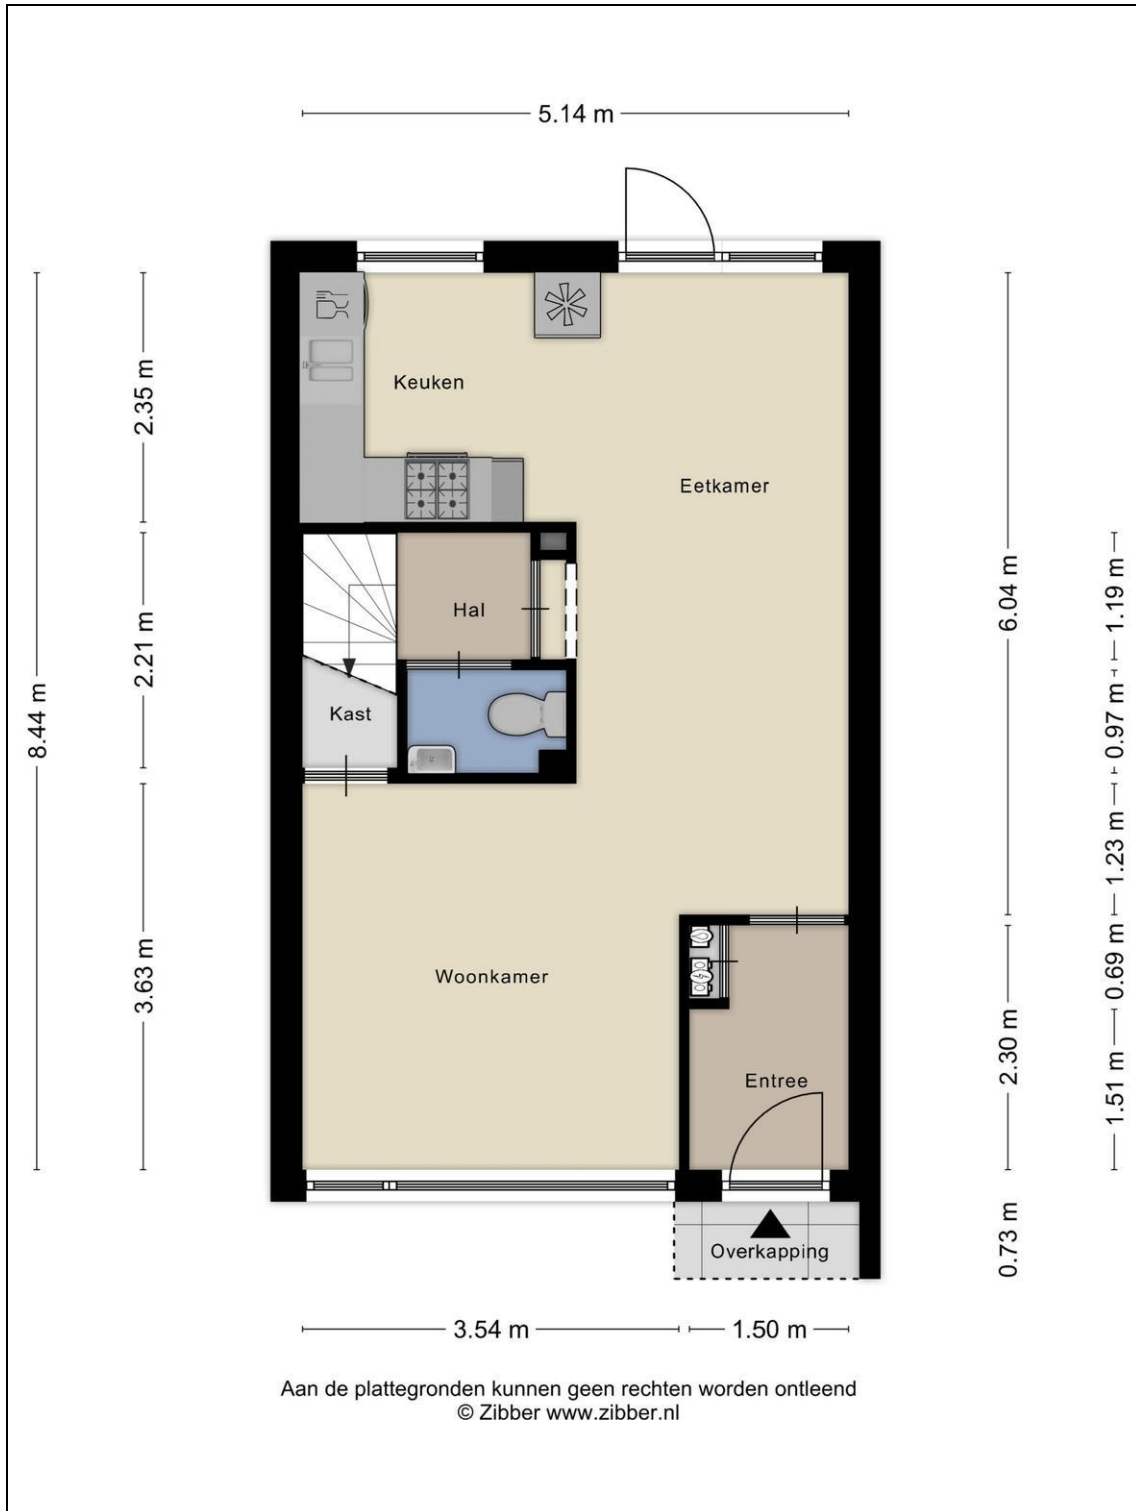 5.14 m
Keuken
2.35 m
Eetkamer
6.04 m
1.19 m
Hal
2.21 m
8.44 m
Kast
0.97 m
1.23 m
3.63 m
Woonkamer
0.69 m
2.30 m
Entree
1.51 m
0.73 m
Overkapping
3.54 m
1.50 m
Aan de plattegronden kunnen geen rechten worden ontleend
© Zibber www.zibber.nl